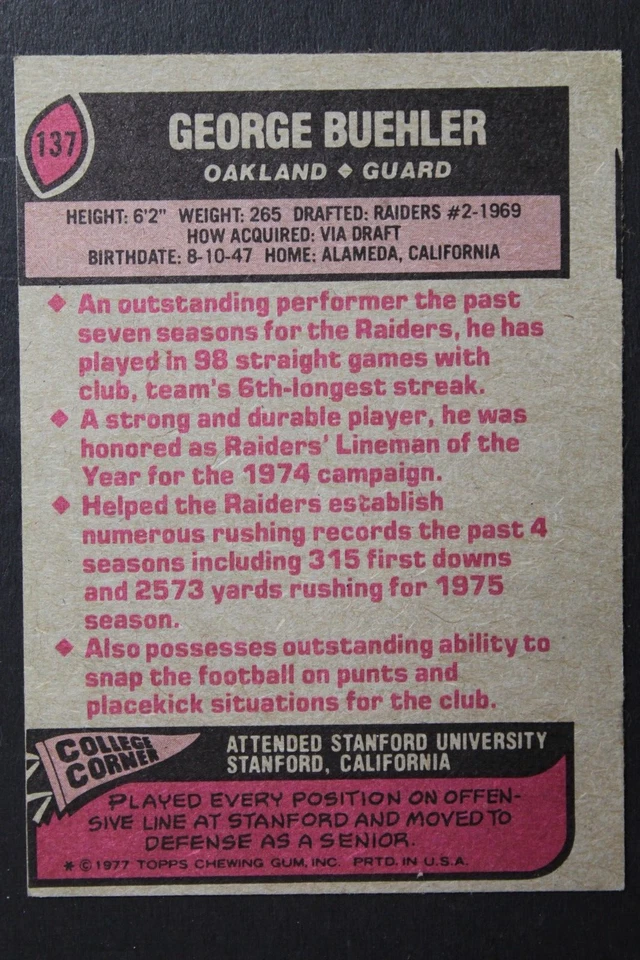 137
GEORGE BUEHLER
OAKLAND ◆ GUARD
HEIGHT: 6'2" WEIGHT: 265 DRAFTED: RAIDERS #2-1969
HOW ACQUIRED: VIA DRAFT
BIRTHDATE: 8-10-47 HOME: ALAMEDA, CALIFORNIA
◆ An outstanding performer the past
seven seasons for the Raiders, he has
played in 98 straight games with
club, team's 6th-longest streak.
◆ A strong and durable player, he was
honored as Raiders' Lineman of the
Year for the 1974 campaign.
◆ Helped the Raiders establish
numerous rushing records the past 4
seasons including 315 first downs
and 2573 yards rushing for 1975
season.
◆ Also possesses outstanding ability to
snap the football on punts and
placekick situations for the club.
COLLEGE
CORNER
ATTENDED STANFORD UNIVERSITY
STANFORD, CALIFORNIA
PLAYED EVERY POSITION ON OFFEN-
SIVE LINE AT STANFORD AND MOVED TO
DEFENSE AS A SENIOR.
* © 1977 TOPPS CHEWING GUM, INC. PRTD. IN U.S.A.